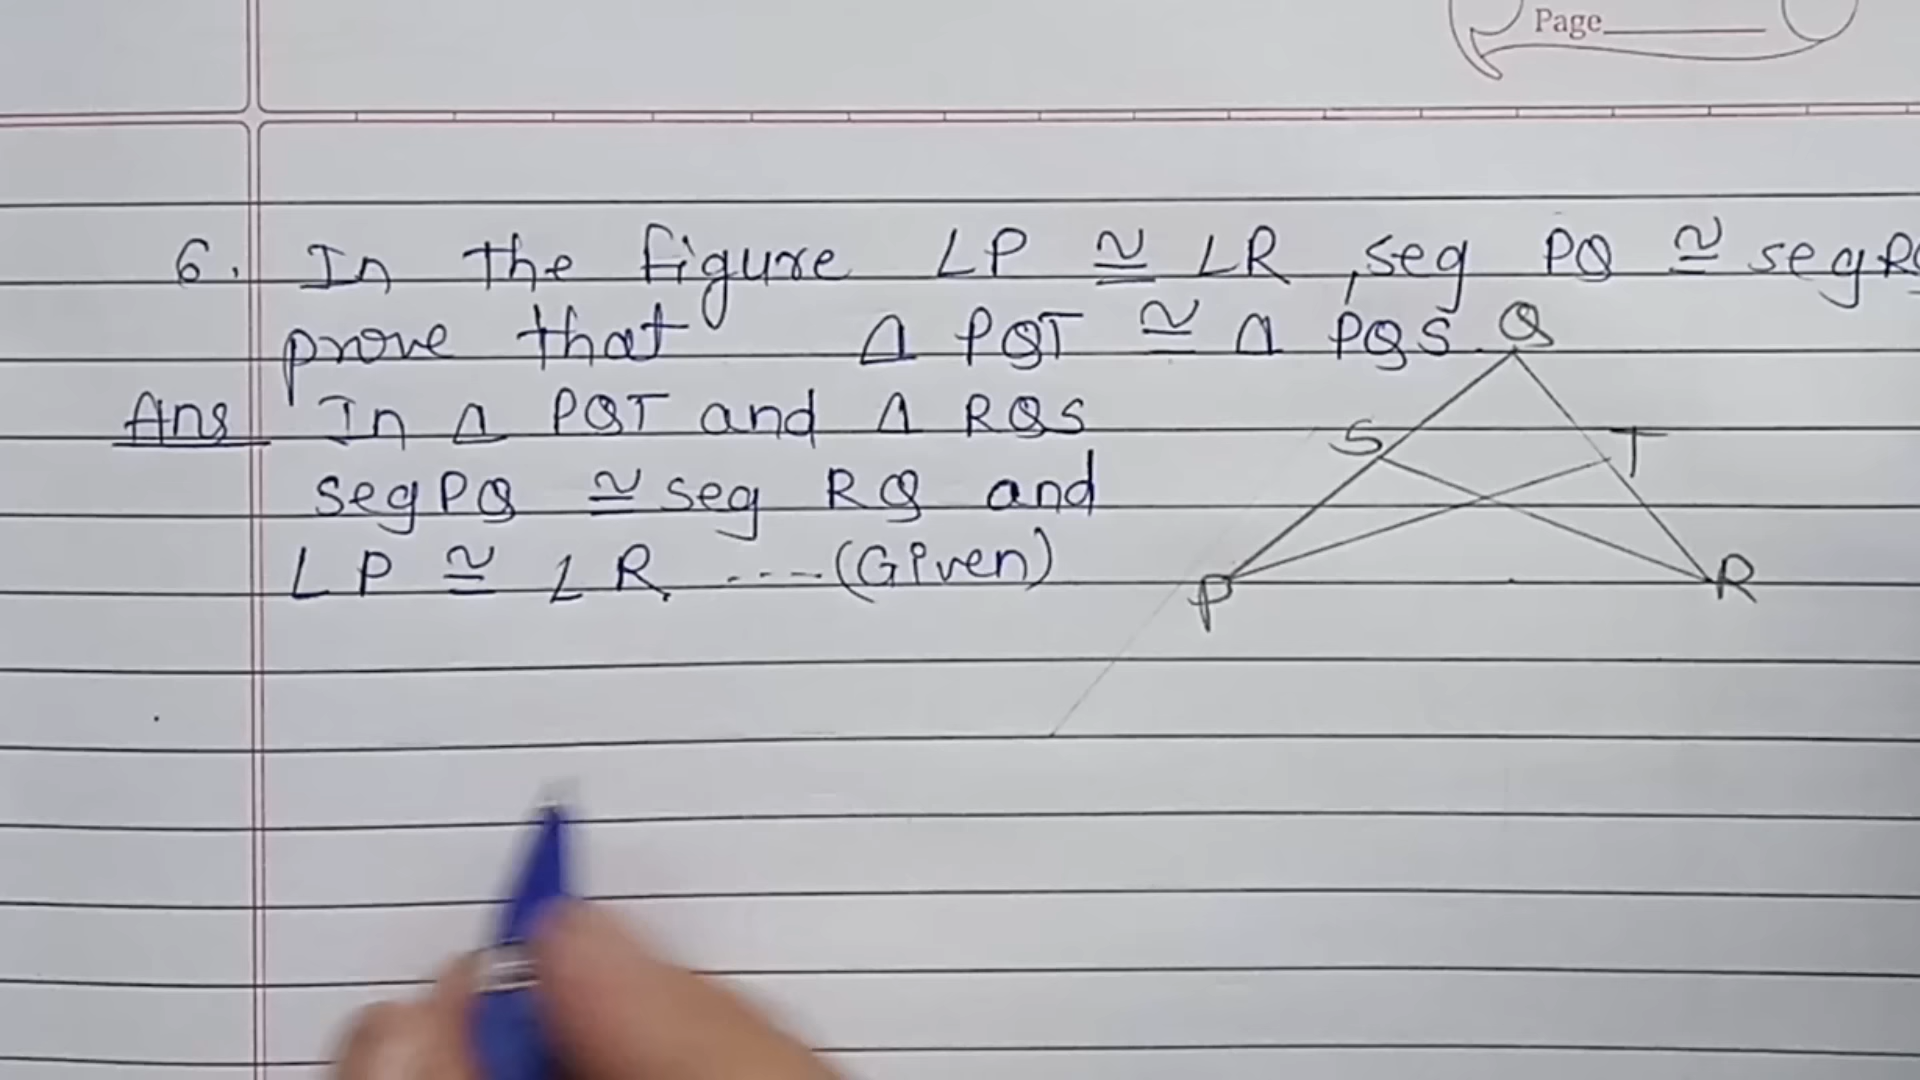 Page
6. In the figure ∠P ≅ ∠R, seg PQ ≅ seg RQ
prove that Δ PQT ≅ Δ PQS.
Ans In Δ PQT and Δ RQS
seg PQ ≅ seg RQ and
∠P ≅ ∠R. ----(Given)
Q
S T
P R